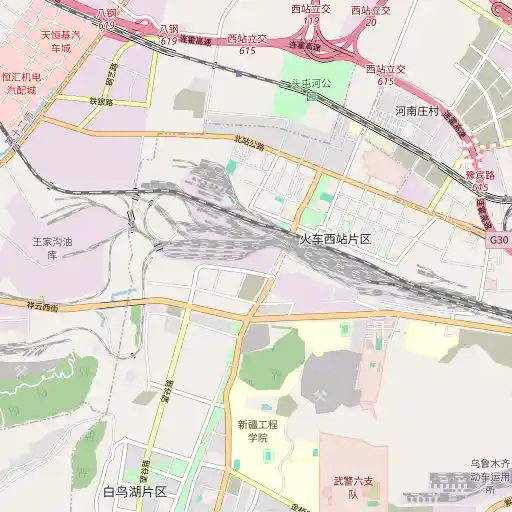 八钢
619
天恒基汽
车城
八钢
619
连霍高速
西站立交
615
西站立交
119
连霍高速
西站立交
20
西站立交
615
恒汇机电
汽配城
头屯河公
园
铁银路
河南庄村
连霍高速
北站公路
豫宾路
615
G30
王家沟油
库
火车西站片区
祥云西街
新疆工程
学院
武警六支
队
白鸟湖片区
乌鲁木齐
动车运用
所